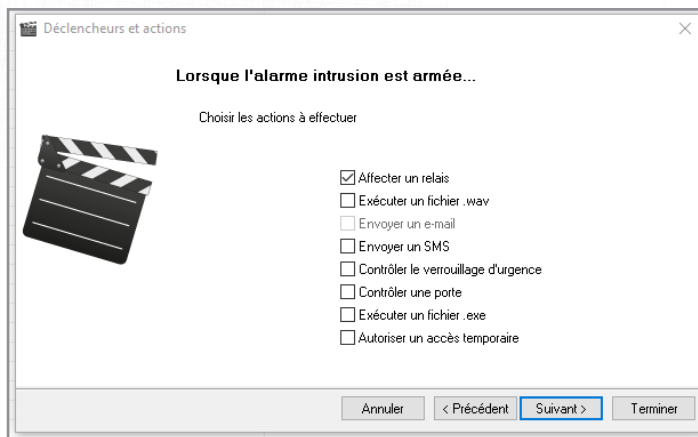 Déclencheurs et actions
Lorsque l'alarme intrusion est armée...
Choisir les actions à effectuer
Affecter un relais
Exécuter un fichier .wav
Envoyer un e-mail
Envoyer un SMS
Contrôler le verrouillage d'urgence
Contrôler une porte
Exécuter un fichier .exe
Autoriser un accès temporaire
Annuler
< Précédent
Suivant >
Terminer